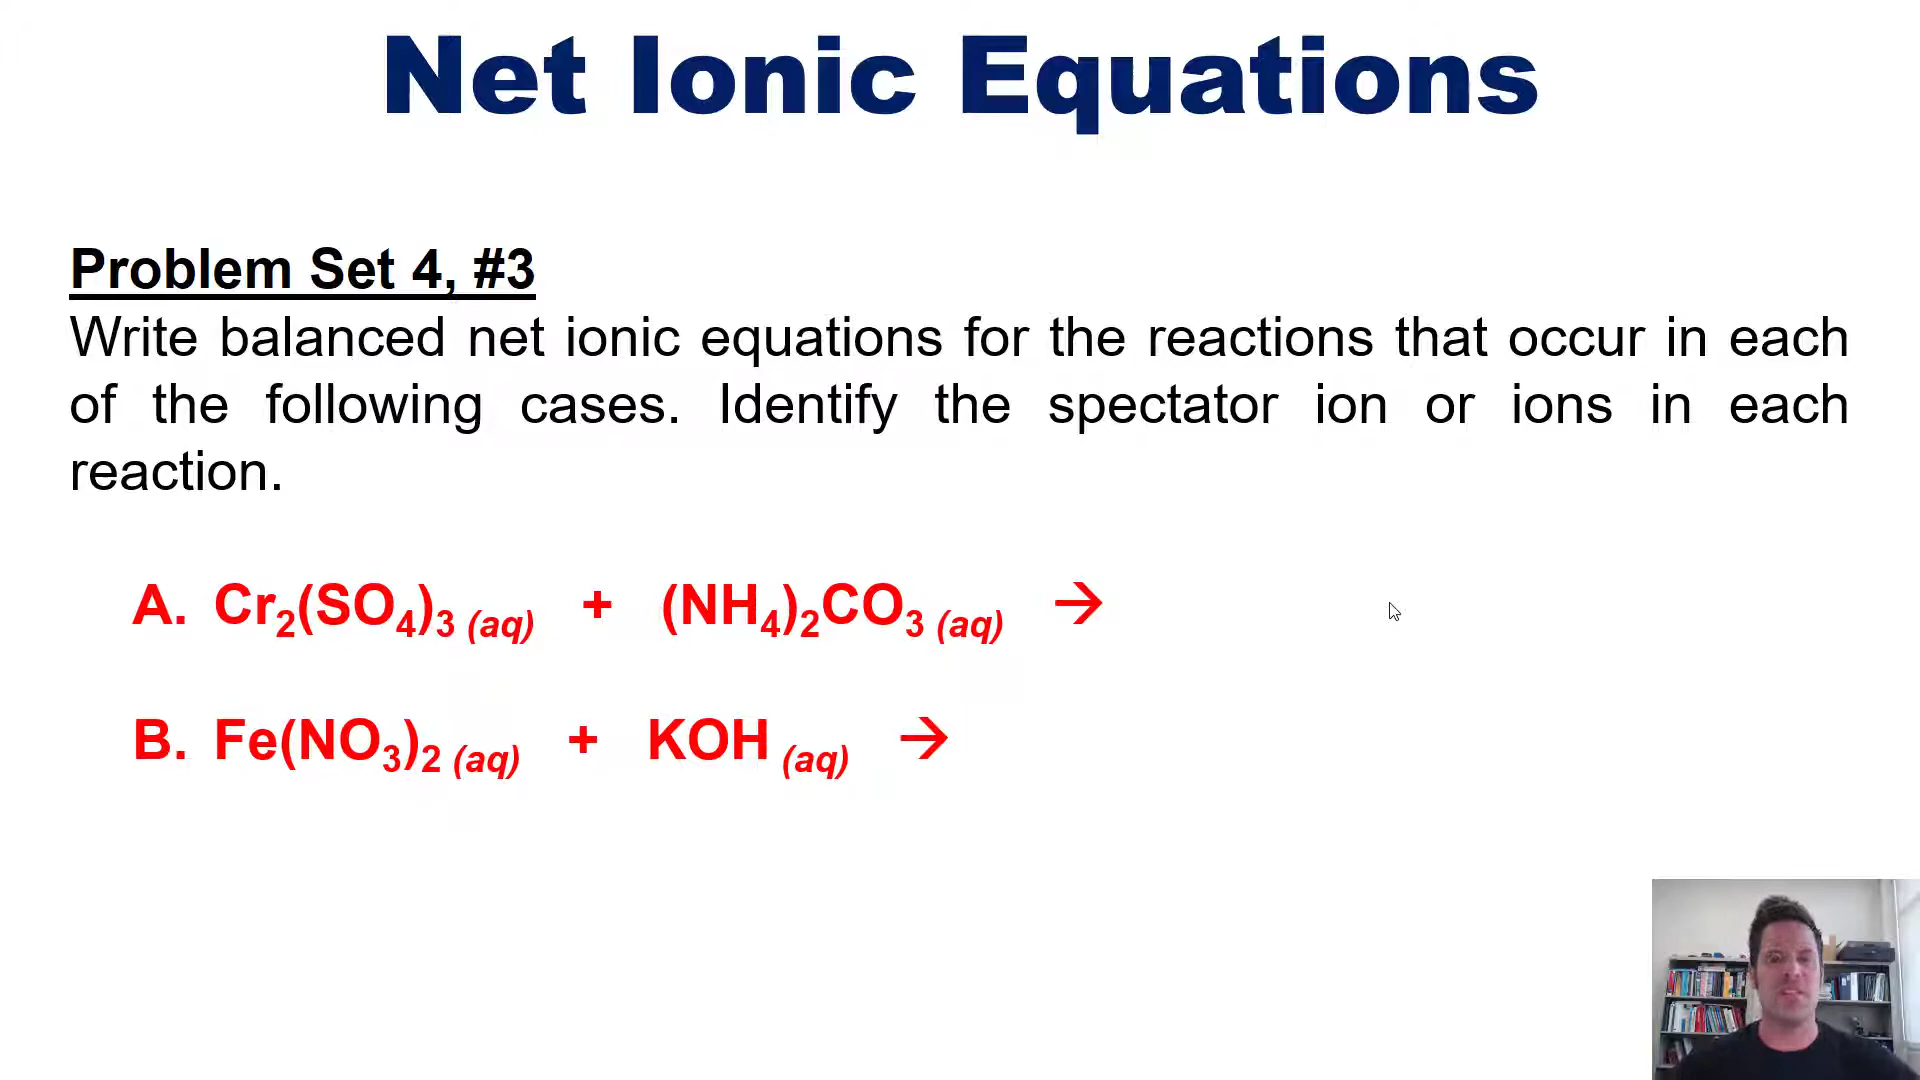 Net Ionic Equations
Problem Set 4, #3
Write balanced net ionic equations for the reactions that occur in each
of the following cases. Identify the spectator ion or ions in each
reaction.
A. Cr₂(SO₄)₃ (aq) + (NH₄)₂CO₃ (aq) →
B. Fe(NO₃)₂ (aq) + KOH (aq) →